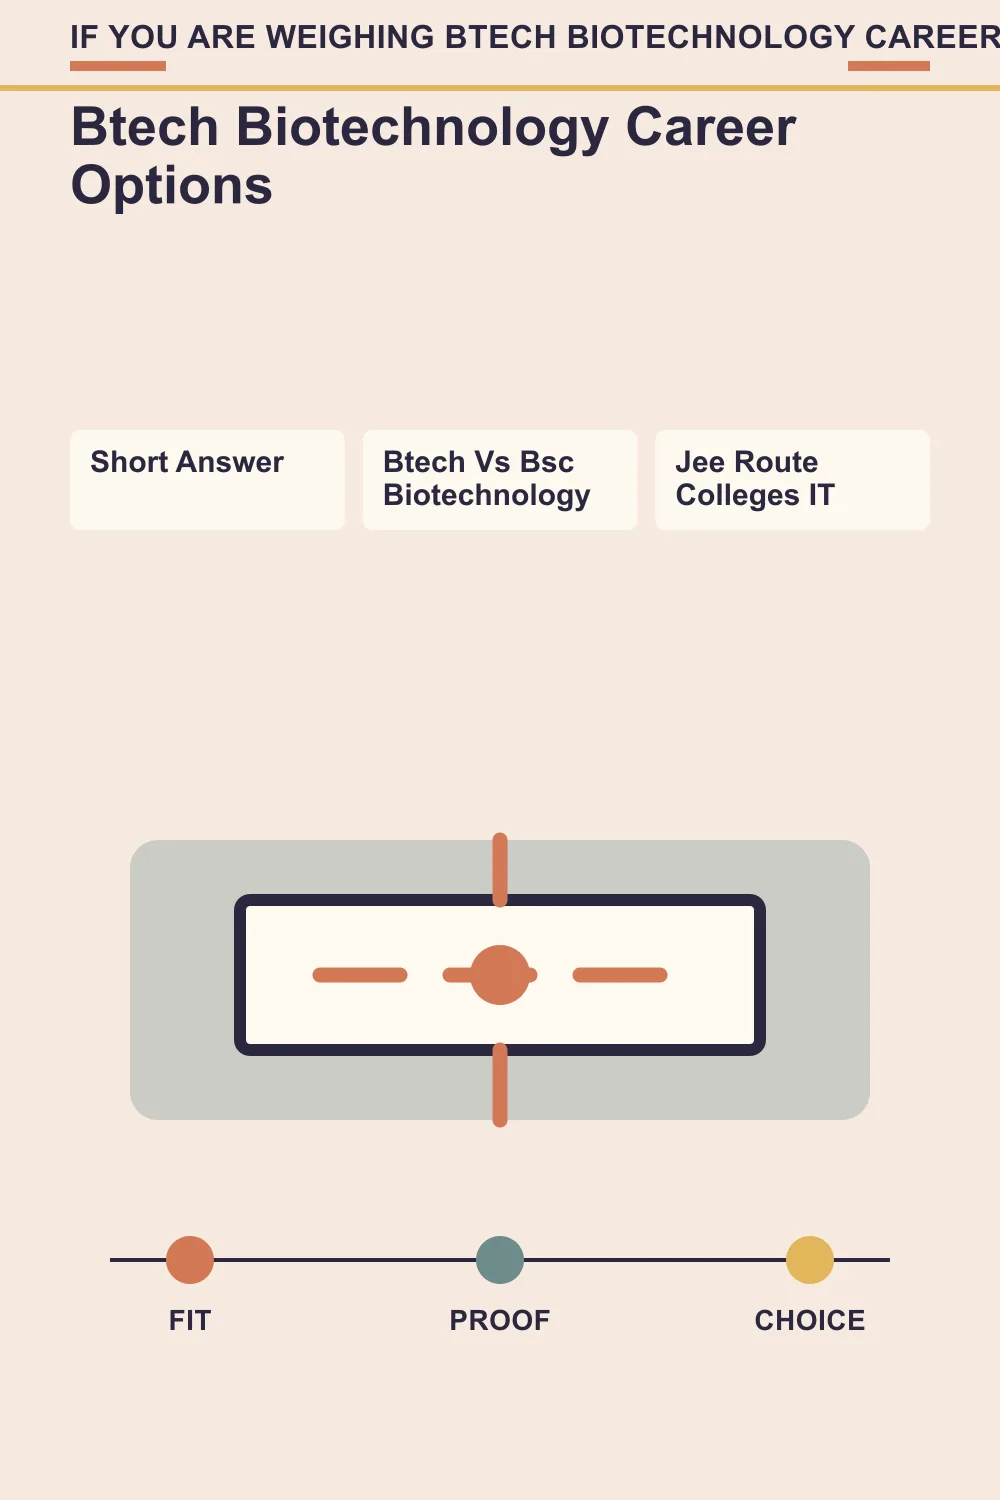 IF YOU ARE WEIGHING BTECH BIOTECHNOLOGY CAREER
Btech Biotechnology Career
Options
Short Answer
Btech Vs Bsc
Biotechnology
Jee Route
Colleges IT
FIT
PROOF
CHOICE